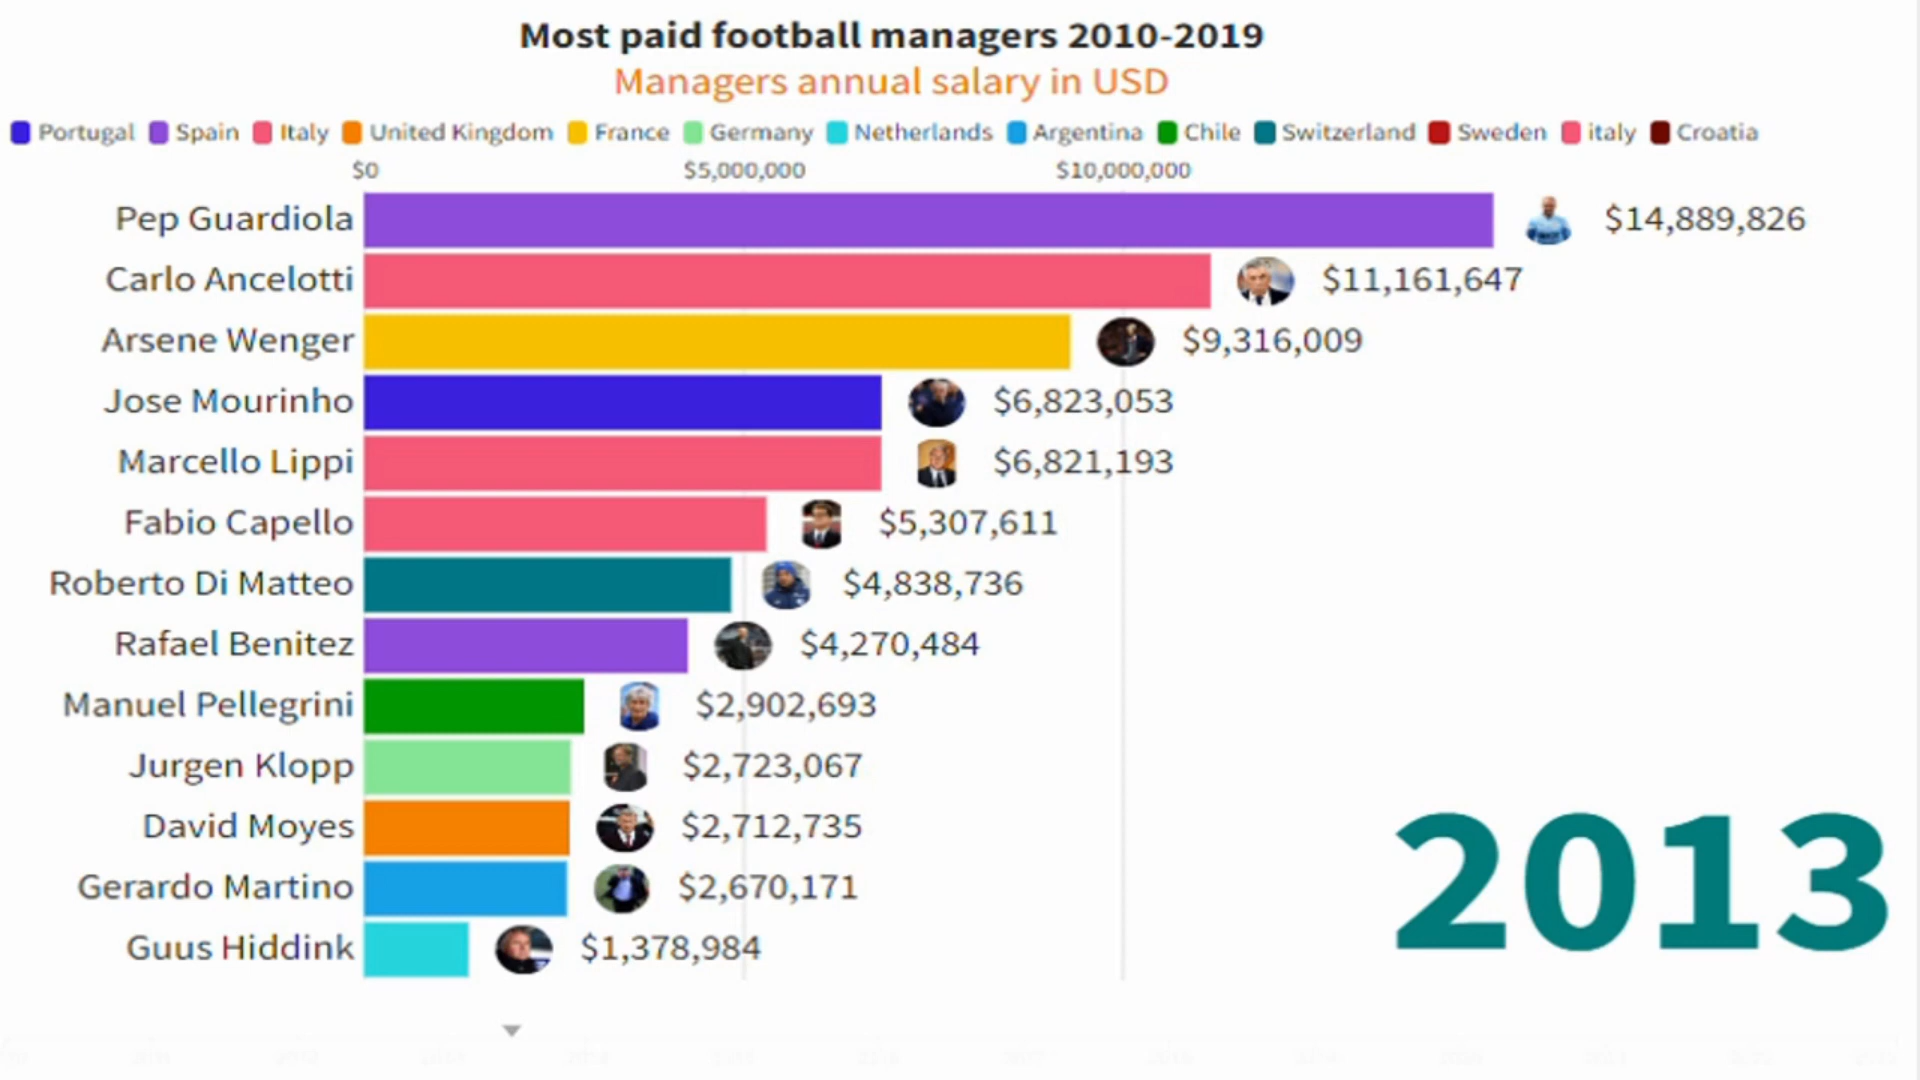 Most paid football managers 2010-2019
Managers annual salary in USD
Portugal Spain Italy United Kingdom France Germany Netherlands Argentina Chile Switzerland Sweden italy Croatia
$0 $5,000,000 $10,000,000
Pep Guardiola $14,889,826
Carlo Ancelotti $11,161,647
Arsene Wenger $9,316,009
Jose Mourinho $6,823,053
Marcello Lippi $6,821,193
Fabio Capello $5,307,611
Roberto Di Matteo $4,838,736
Rafael Benitez $4,270,484
Manuel Pellegrini $2,902,693
Jurgen Klopp $2,723,067
David Moyes $2,712,735
Gerardo Martino $2,670,171
Guus Hiddink $1,378,984
2013